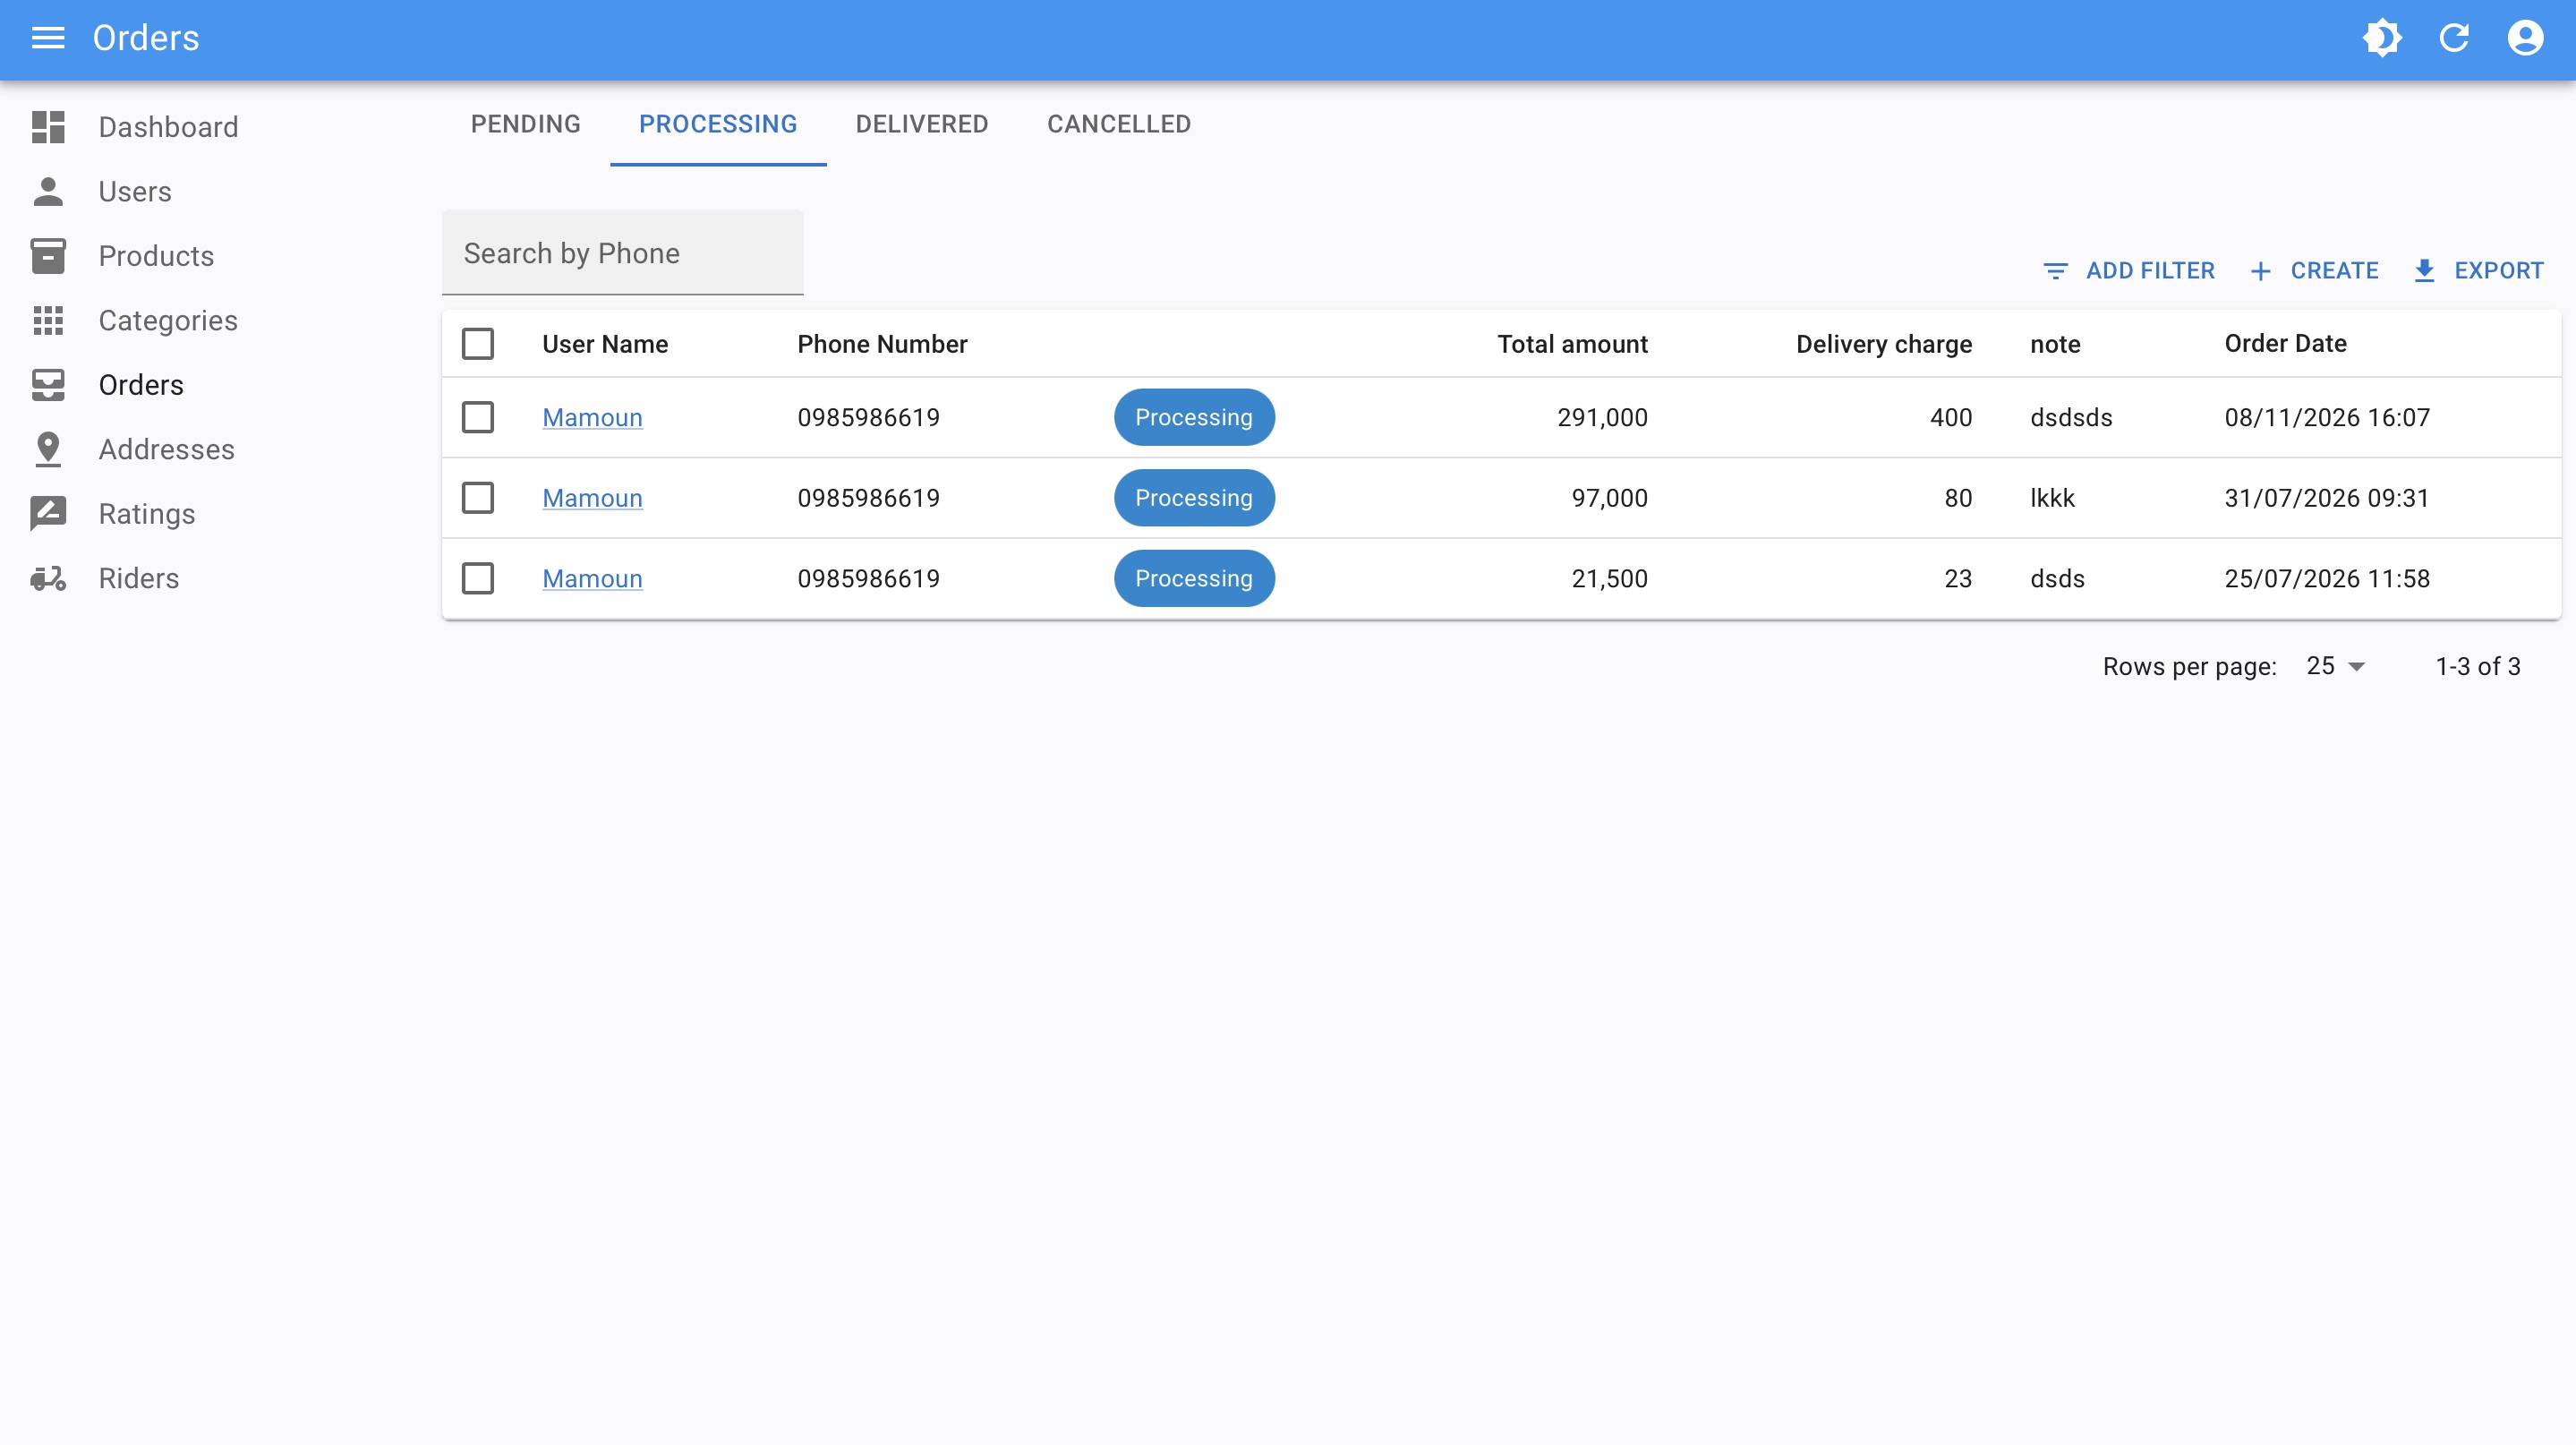 Orders
Dashboard
Users
Products
Categories
Orders
Addresses
Ratings
Riders
PENDING PROCESSING DELIVERED CANCELLED
Search by Phone
ADD FILTER CREATE EXPORT
User Name Phone Number Total amount Delivery charge note Order Date
Mamoun 0985986619 Processing 291,000 400 dsdsds 08/11/2026 16:07
Mamoun 0985986619 Processing 97,000 80 lkkk 31/07/2026 09:31
Mamoun 0985986619 Processing 21,500 23 dsds 25/07/2026 11:58
Rows per page: 25 1-3 of 3